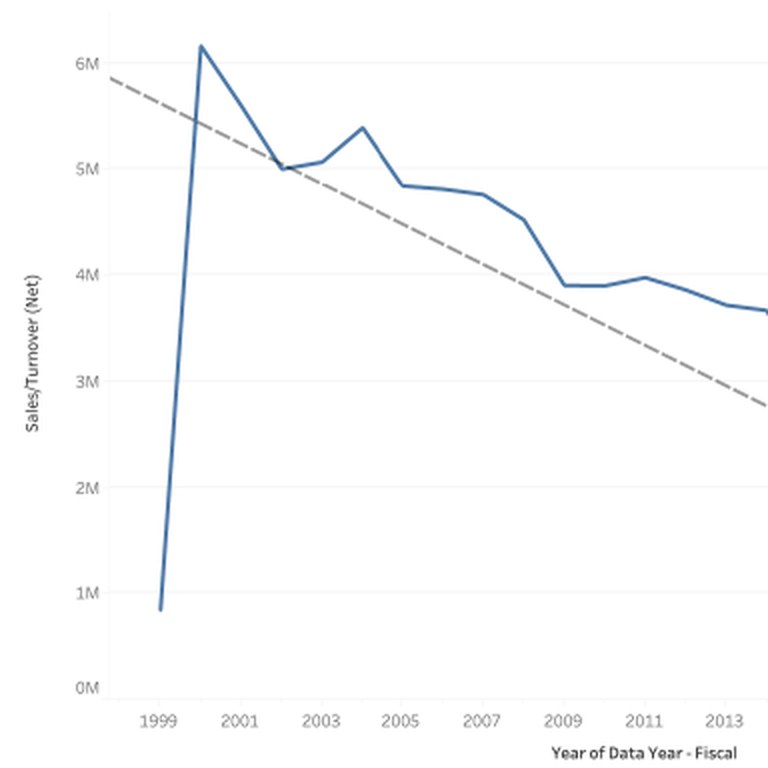 6M
5M
4M
3M
2M
1M
0M
Sales/Turnover (Net)
1999 2001 2003 2005 2007 2009 2011 2013
Year of Data Year - Fiscal